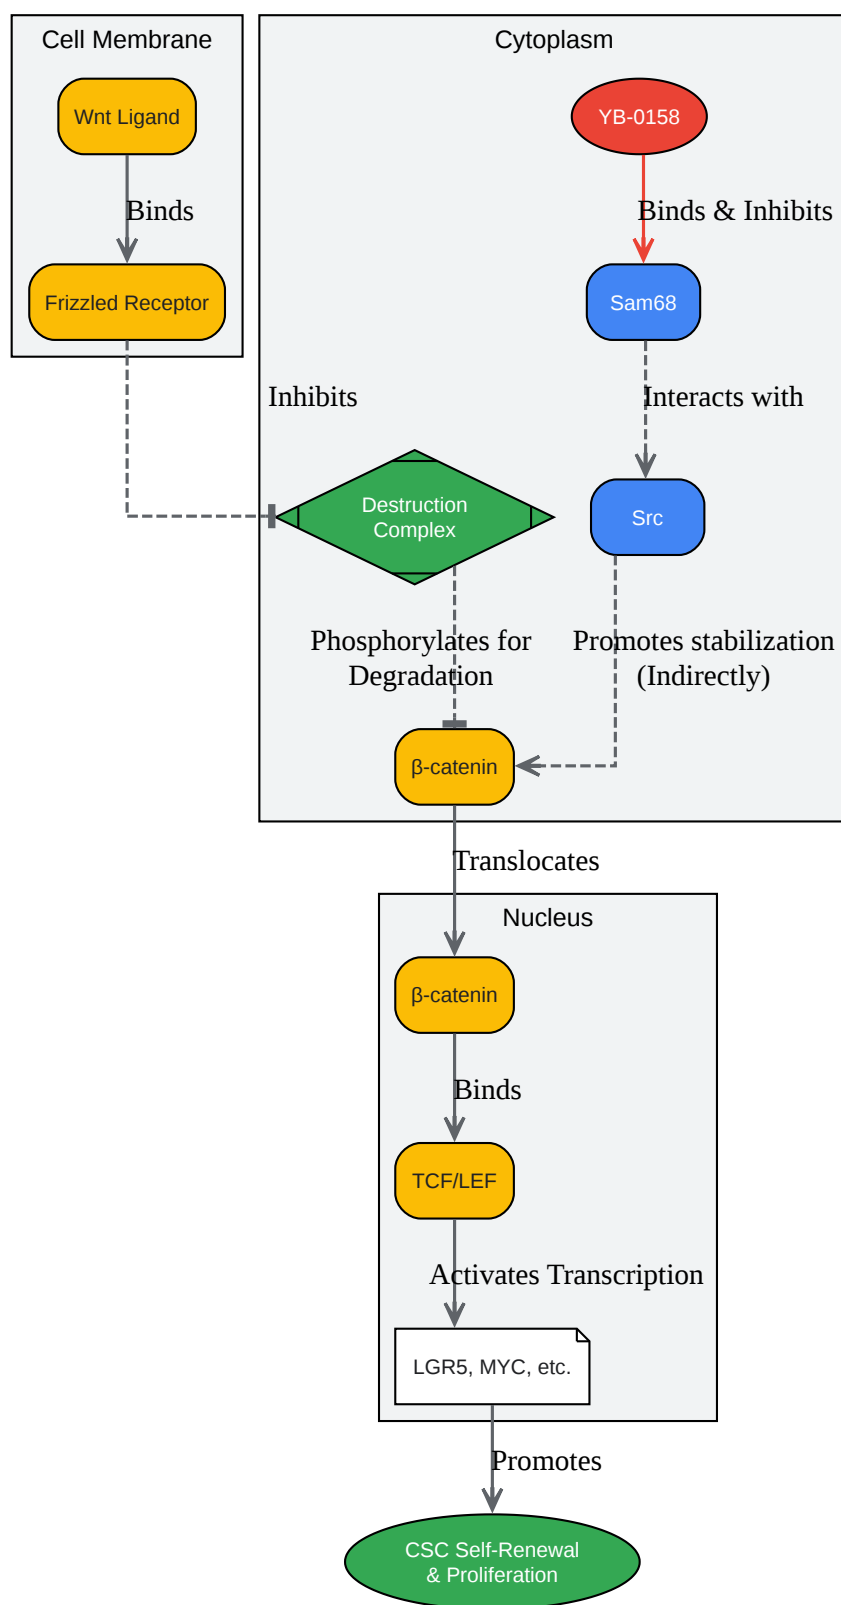 Cell Membrane
Cytoplasm
Wnt Ligand
YB-0158
Binds
Binds & Inhibits
Frizzled Receptor
Sam68
Inhibits
Interacts with
Destruction
Complex
Src
Phosphorylates for
Degradation
Promotes stabilization
(Indirectly)
β-catenin
Translocates
Nucleus
β-catenin
Binds
TCF/LEF
Activates Transcription
LGR5, MYC, etc.
Promotes
CSC Self-Renewal
& Proliferation